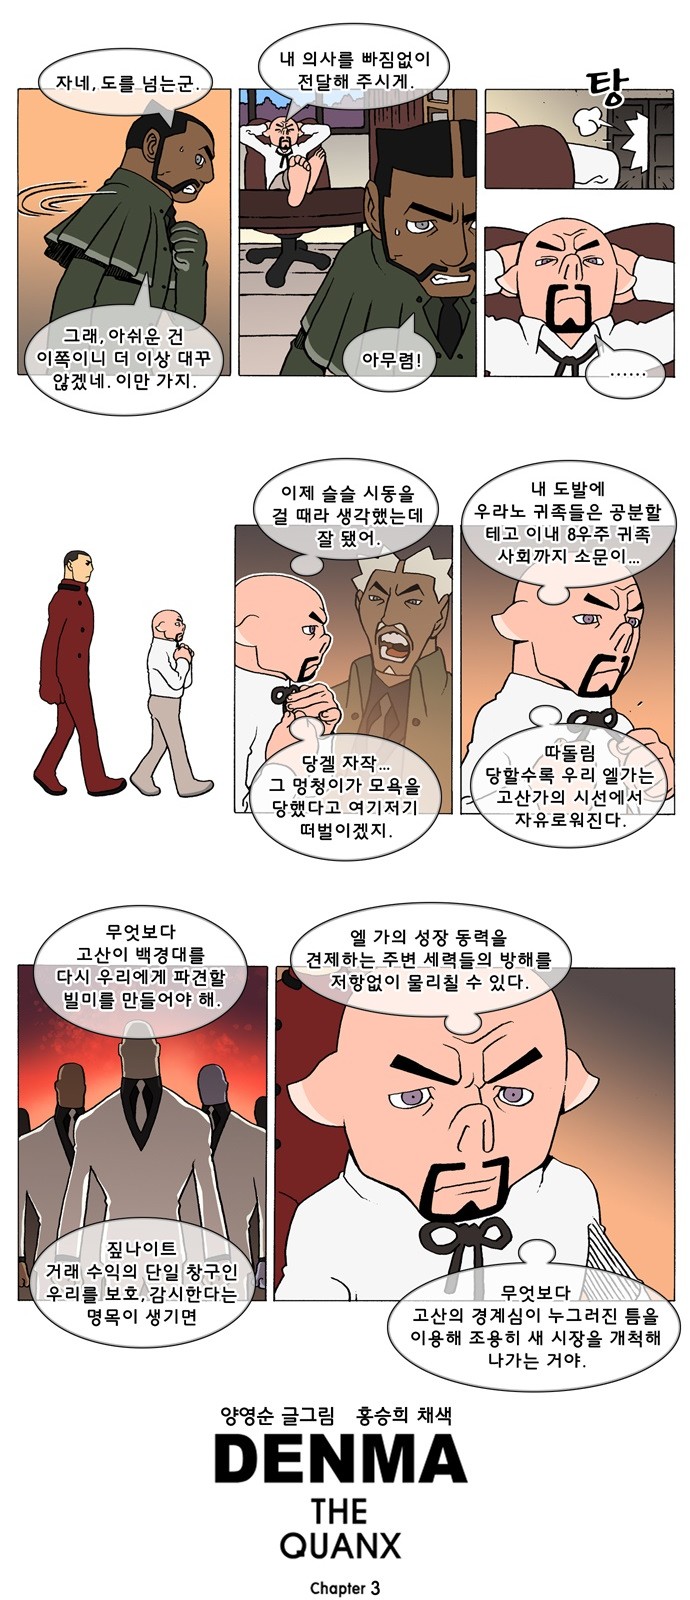 자네, 도를 넘는군.
그래, 아쉬운 건
이쪽이니 더 이상 대꾸
않겠네. 이만 가지.
내 의사를 빠짐없이
전달해 주시게.
아무렴!
탕
......
이제 슬슬 시동을
걸 때라 생각했는데
잘 됐어.
당겔 자작...
그 멍청이가 모욕을
당했다고 여기저기
떠벌이겠지.
내 도발에
우라노 귀족들은 공분할
테고 이내 8우주 귀족
사회까지 소문이...
따돌림
당할수록 우리 엘가는
고산가의 시선에서
자유로워진다.
무엇보다
고산이 백경대를
다시 우리에게 파견할
빌미를 만들어야 해.
짚나이트
거래 수익의 단일 창구인
우리를 보호, 감시한다는
명목이 생기면
엘 가의 성장 동력을
견제하는 주변 세력들의 방해를
저항없이 물리칠 수 있다.
무엇보다
고산의 경계심이 누그러진 틈을
이용해 조용히 새 시장을 개척해
나가는 거야.
양영순 글그림 홍승희 채색
DENMA
THE
QUANX
Chapter 3